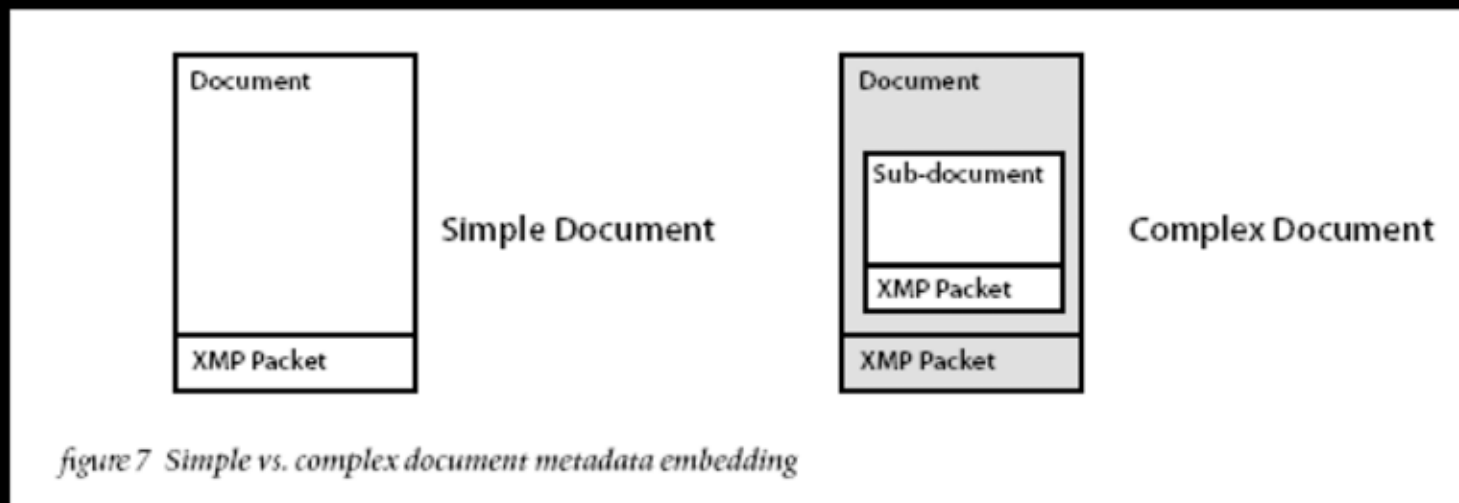 Document
XMP Packet
Simple Document
Document
Sub-document
XMP Packet
XMP Packet
Complex Document
figure 7 Simple vs. complex document metadata embedding